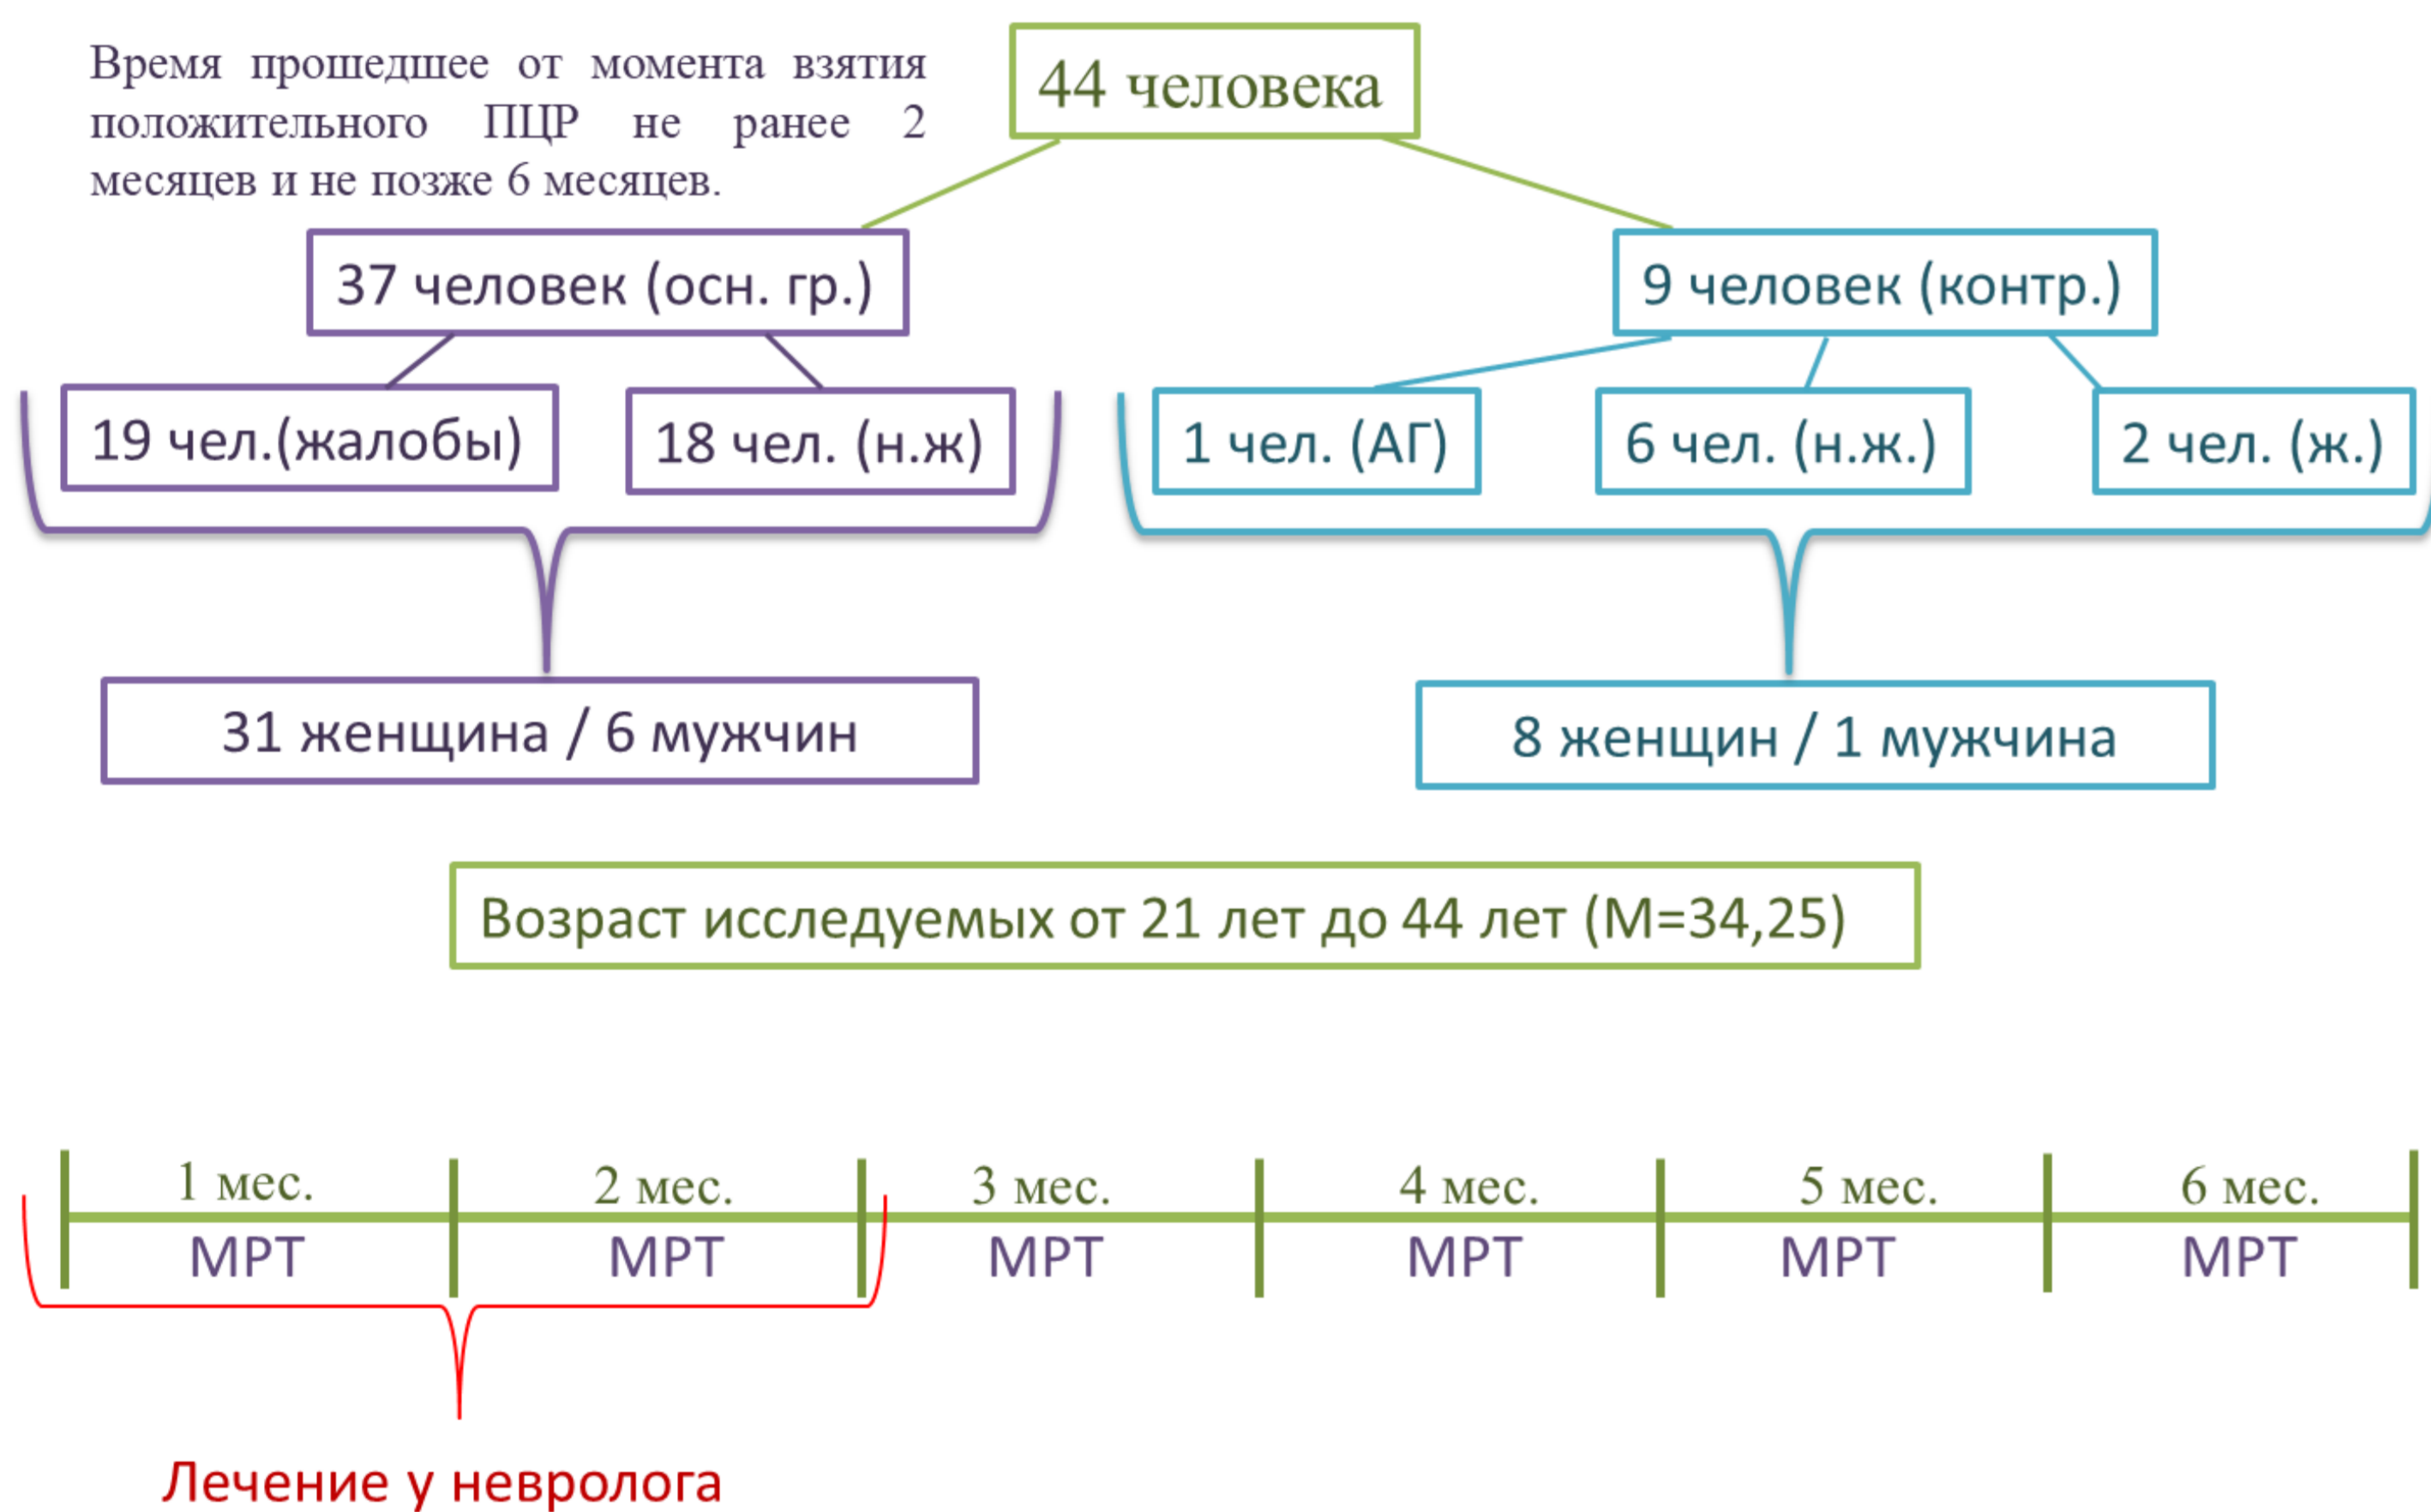 Время прошедшее от момента взятия
положительного ПЦР не ранее 2
месяцев и не позже 6 месяцев.
44 человека
37 человек (осн. гр.)
9 человек (контр.)
19 чел.(жалобы)
18 чел. (н.ж)
1 чел. (АГ)
6 чел. (н.ж.)
2 чел. (ж.)
31 женщина / 6 мужчин
8 женщин / 1 мужчина
Возраст исследуемых от 21 лет до 44 лет (М=34,25)
1 мес.
2 мес.
3 мес.
4 мес.
5 мес.
6 мес.
МРТ
МРТ
МРТ
МРТ
МРТ
МРТ
Лечение у невролога